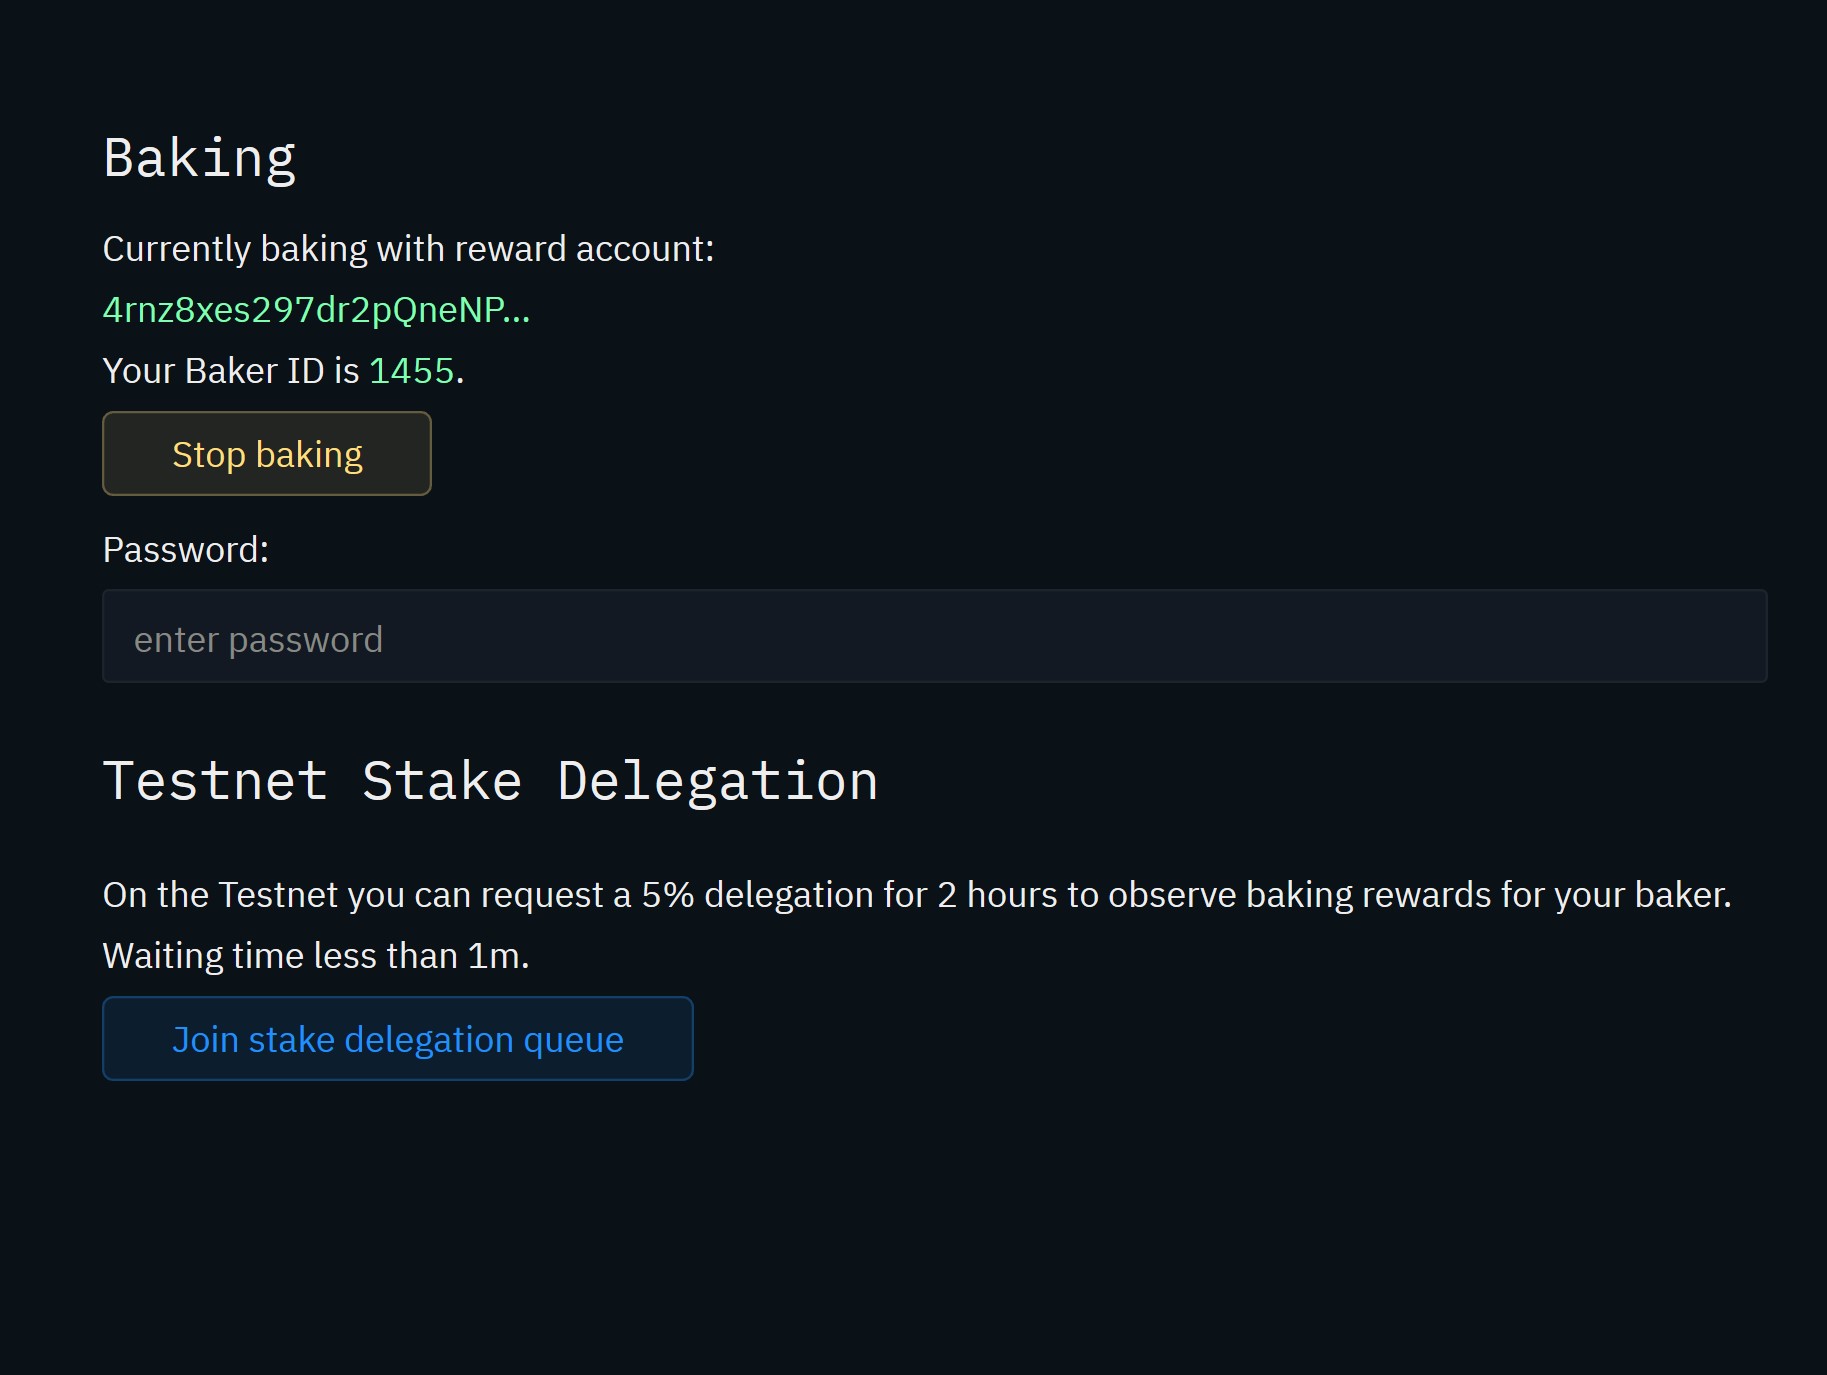 Baking
Currently baking with reward account:
4rnz8xes297dr2pQneNP...
Your Baker ID is 1455.
Stop baking
Password:
enter password
Testnet Stake Delegation
On the Testnet you can request a 5% delegation for 2 hours to observe baking rewards for your baker.
Waiting time less than 1m.
Join stake delegation queue